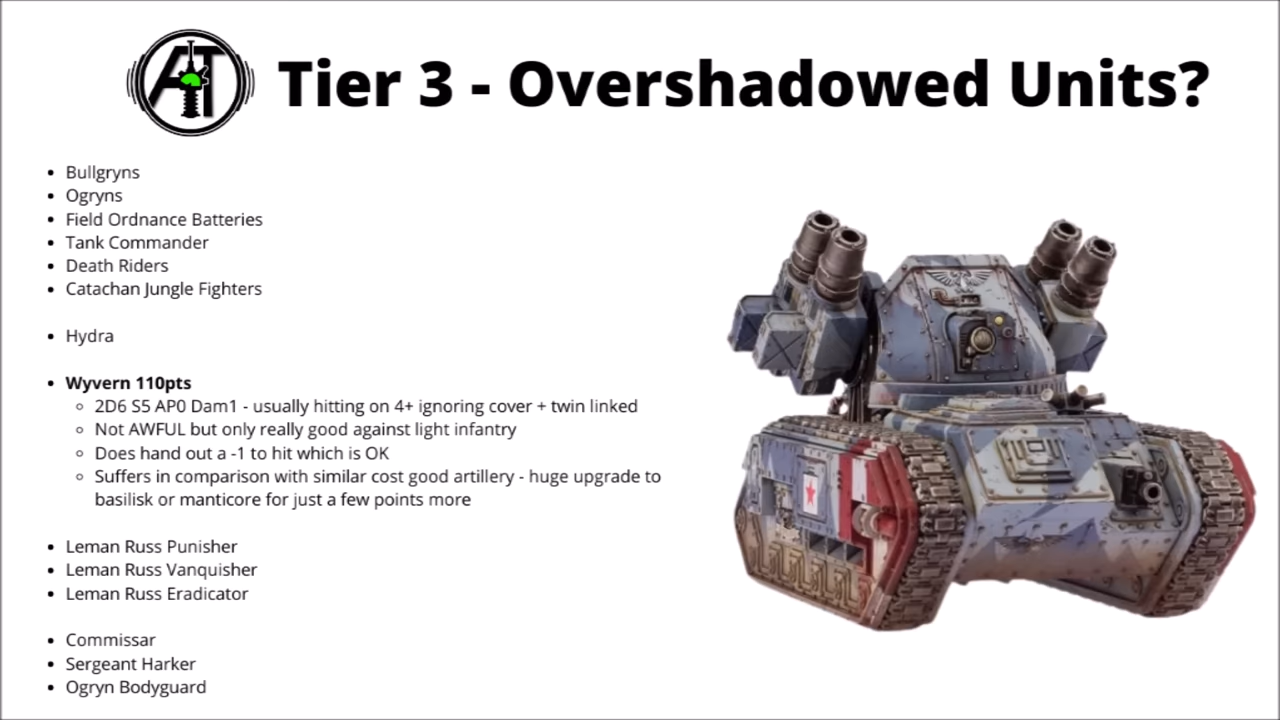 AT
Tier 3 - Overshadowed Units?
• Bullgryns
• Ogryns
• Field Ordnance Batteries
• Tank Commander
• Death Riders
• Catachan Jungle Fighters
• Hydra
• Wyvern 110pts
◦ 2D6 S5 AP0 Dam1 - usually hitting on 4+ ignoring cover + twin linked
◦ Not AWFUL but only really good against light infantry
◦ Does hand out a -1 to hit which is OK
◦ Suffers in comparison with similar cost good artillery - huge upgrade to
basilisk or manticore for just a few points more
• Leman Russ Punisher
• Leman Russ Vanquisher
• Leman Russ Eradicator
• Commissar
• Sergeant Harker
• Ogryn Bodyguard